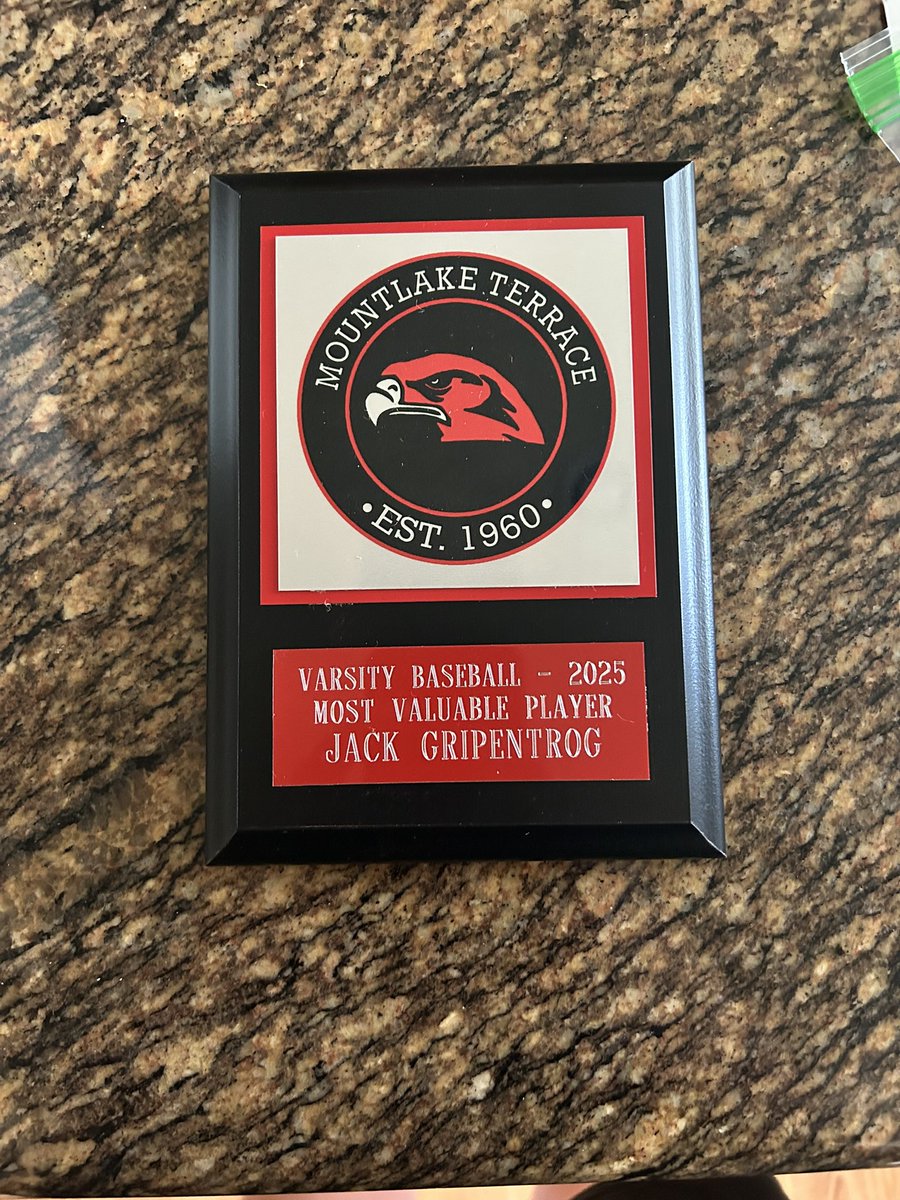 MOUNTLAKE TERRACE
• EST. 1960 •
VARSITY BASEBALL - 2025
MOST VALUABLE PLAYER
JACK GRIPENTROG